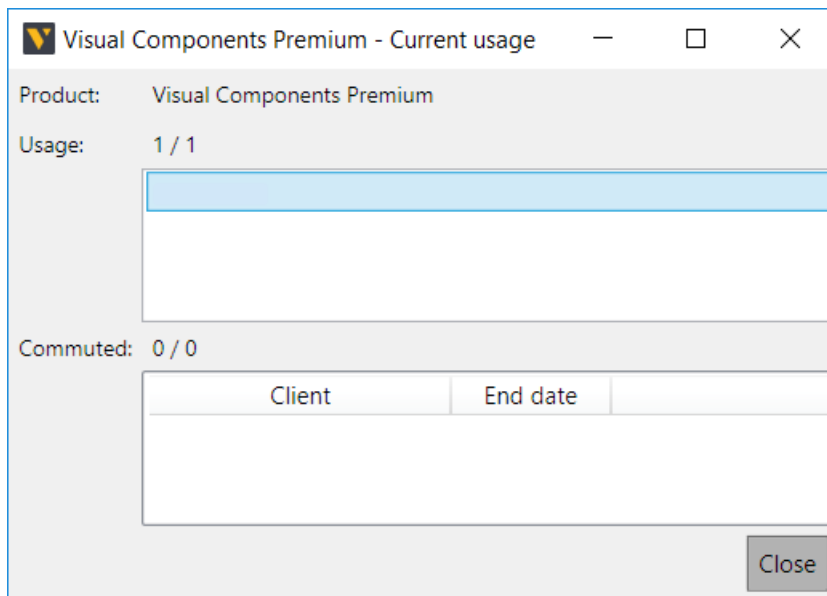 Visual Components Premium - Current usage
Product: Visual Components Premium
Usage: 1 / 1
Commuted: 0 / 0
Client End date
Close